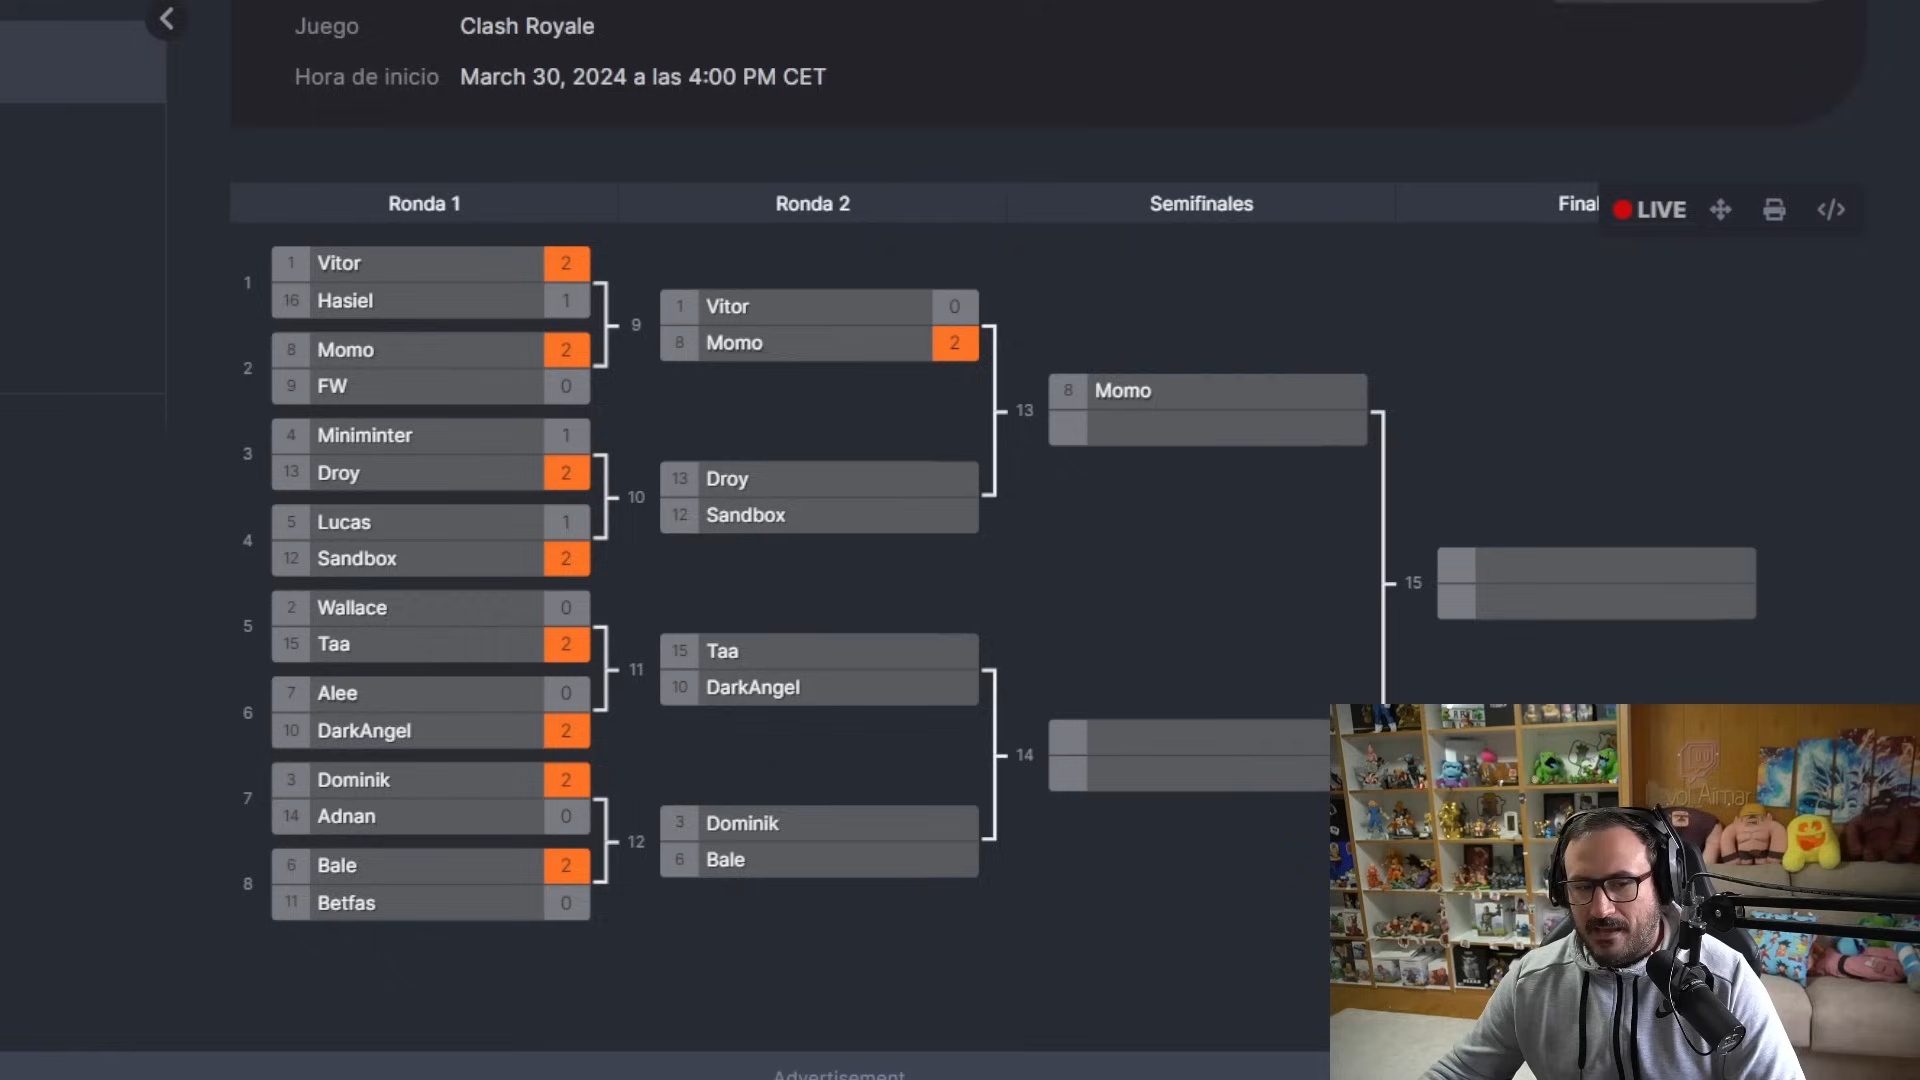 Juego Clash Royale
Hora de inicio March 30, 2024 a las 4:00 PM CET
Ronda 1 Ronda 2 Semifinales Final LIVE </>
1
1 Vitor 2
16 Hasiel 1
2
8 Momo 2
9 FW 0
3
4 Miniminter 1
13 Droy 2
4
5 Lucas 1
12 Sandbox 2
5
2 Wallace 0
15 Taa 2
6
7 Alee 0
10 DarkAngel 2
7
3 Dominik 2
14 Adnan 0
8
6 Bale 2
11 Betfas 0
9
1 Vitor 0
8 Momo 2
10
13 Droy
12 Sandbox
11
15 Taa
10 DarkAngel
12
3 Dominik
6 Bale
13
8 Momo
14
15
Advertisement